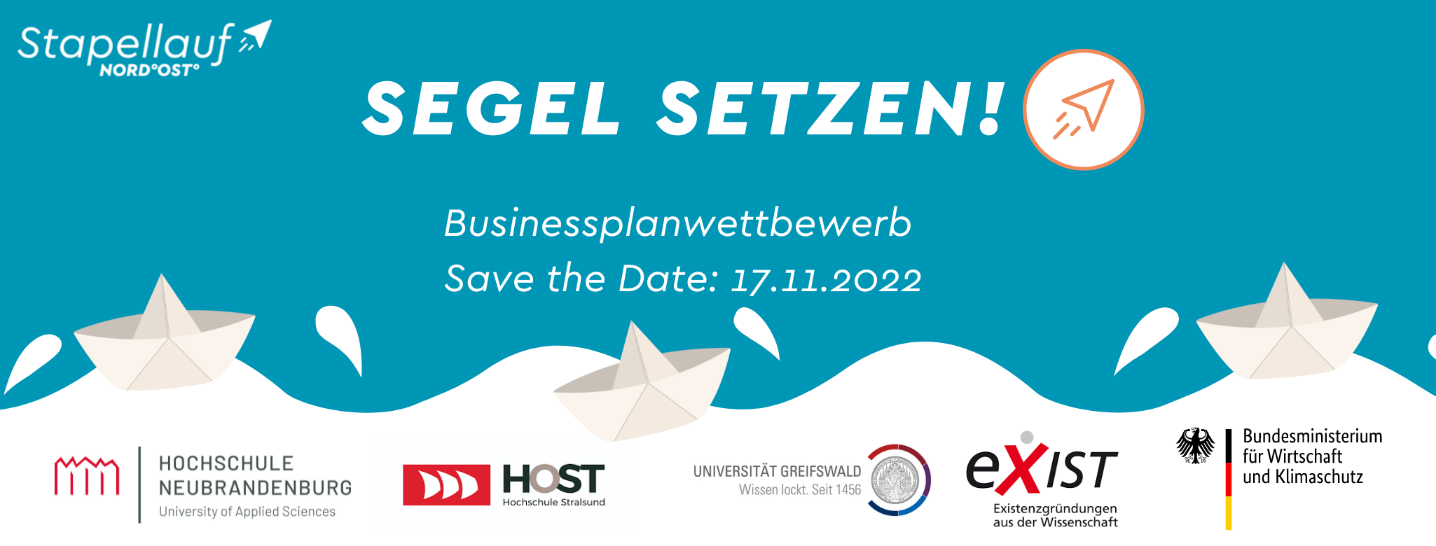 Stapellauf
NORD°OST°
SEGEL SETZEN!
Businessplanwettbewerb
Save the Date: 17.11.2022
HOCHSCHULE
NEUBRANDENBURG
University of Applied Sciences
HOST
Hochschule Stralsund
UNIVERSITÄT GREIFSWALD
Wissen lockt. Seit 1456
eXIST
Existenzgründungen
aus der Wissenschaft
Bundesministerium
für Wirtschaft
und Klimaschutz